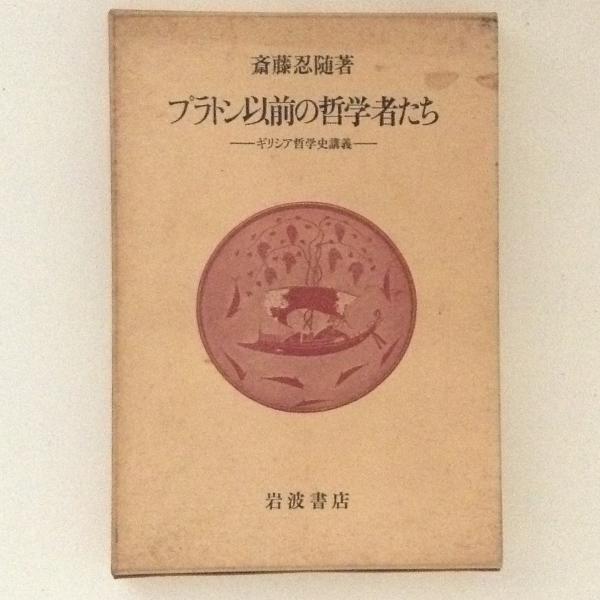 斎藤忍随著
プラトン以前の哲学者たち
──ギリシア哲学史講義──
岩波書店